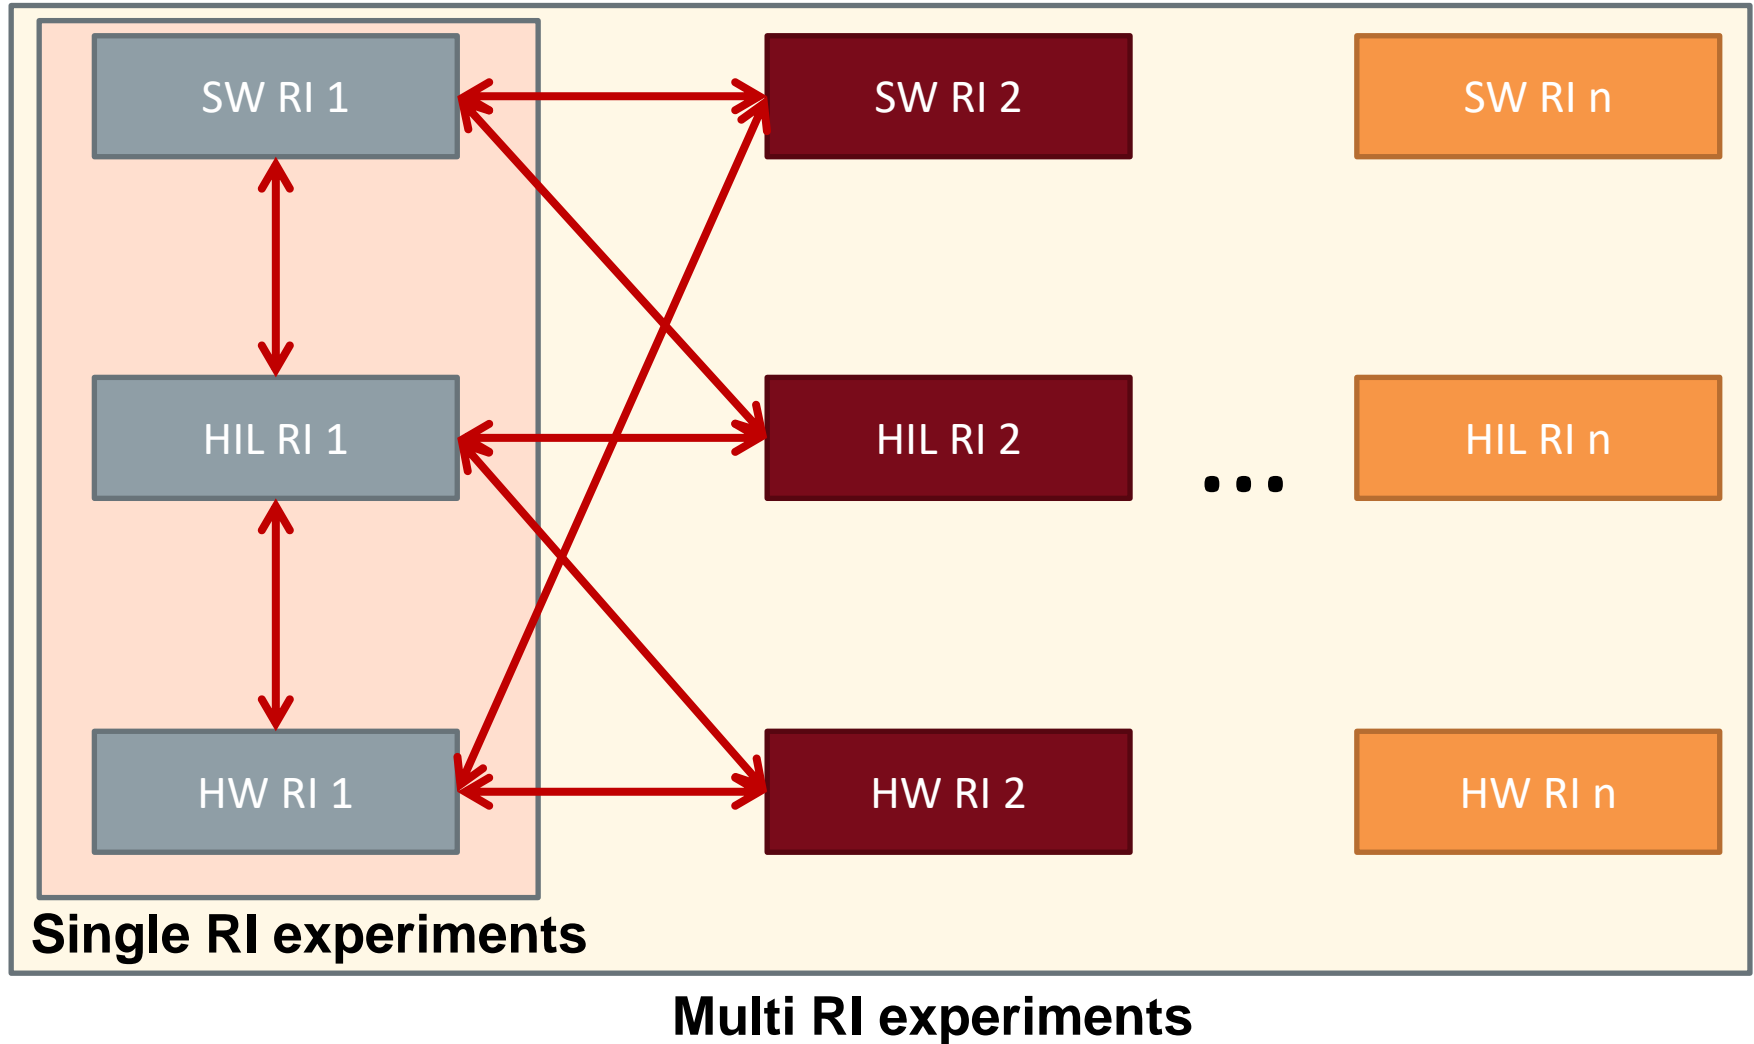 SW RI 1
SW RI 2
SW RI n
HIL RI 1
HIL RI 2
HIL RI n
...
HW RI 1
HW RI 2
HW RI n
Single RI experiments
Multi RI experiments